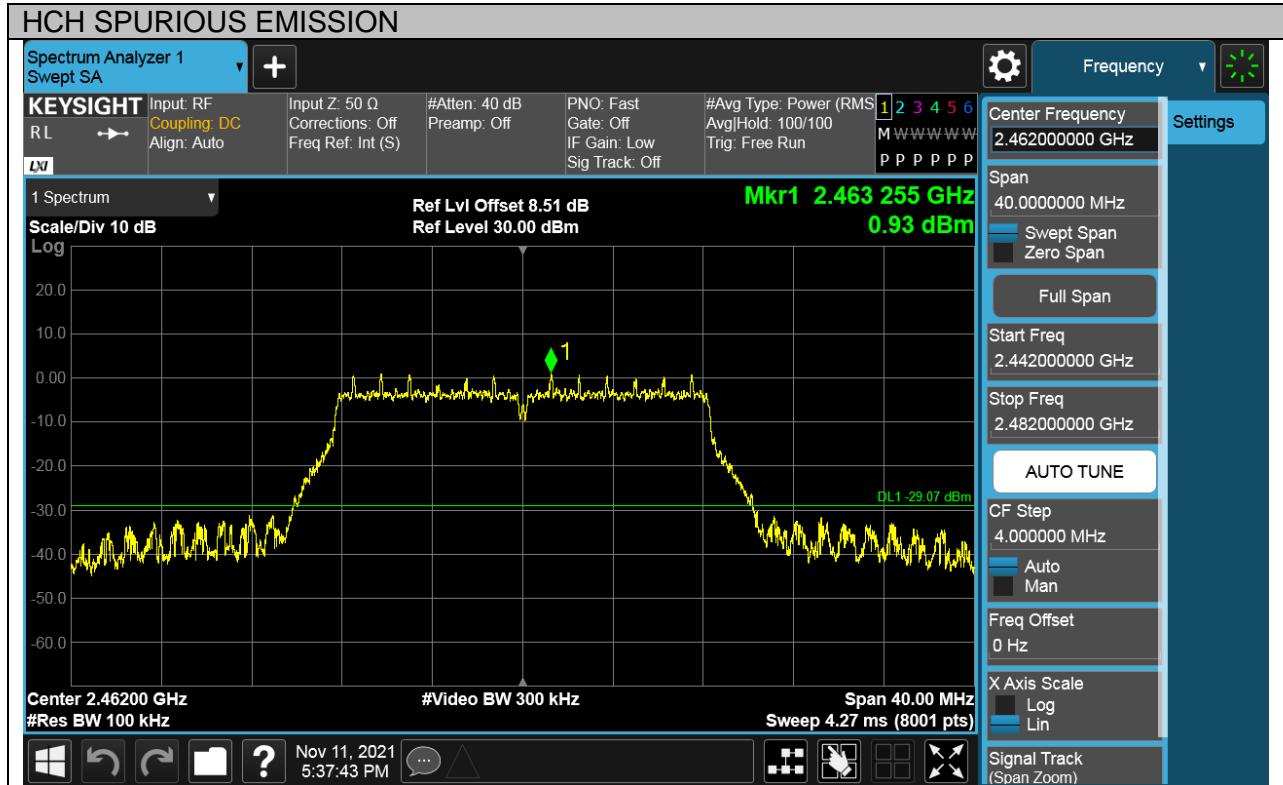 HCH SPURIOUS EMISSION
Spectrum Analyzer 1
Swept SA
Frequency
KEYSIGHT
R L
LXI
Input: RF
Coupling: DC
Align: Auto
Input Z: 50 Ω
Corrections: Off
Freq Ref: Int (S)
#Atten: 40 dB
Preamp: Off
PNO: Fast
Gate: Off
IF Gain: Low
Sig Track: Off
#Avg Type: Power (RMS
Avg|Hold: 100/100
Trig: Free Run
1 2 3 4 5 6
M W W W W W
P P P P P P
1 Spectrum
Scale/Div 10 dB
Ref Lvl Offset 8.51 dB
Ref Level 30.00 dBm
Mkr1 2.463 255 GHz
0.93 dBm
Log
20.0
10.0
0.00
-10.0
-20.0
-30.0
-40.0
-50.0
-60.0
1
DL1 -29.07 dBm
Center 2.46200 GHz
#Res BW 100 kHz
#Video BW 300 kHz
Span 40.00 MHz
Sweep 4.27 ms (8001 pts)
Center Frequency
2.462000000 GHz
Settings
Span
40.0000000 MHz
Swept Span
Zero Span
Full Span
Start Freq
2.442000000 GHz
Stop Freq
2.482000000 GHz
AUTO TUNE
CF Step
4.000000 MHz
Auto
Man
Freq Offset
0 Hz
X Axis Scale
Log
Lin
Signal Track
(Span Zoom)
?
Nov 11, 2021
5:37:43 PM